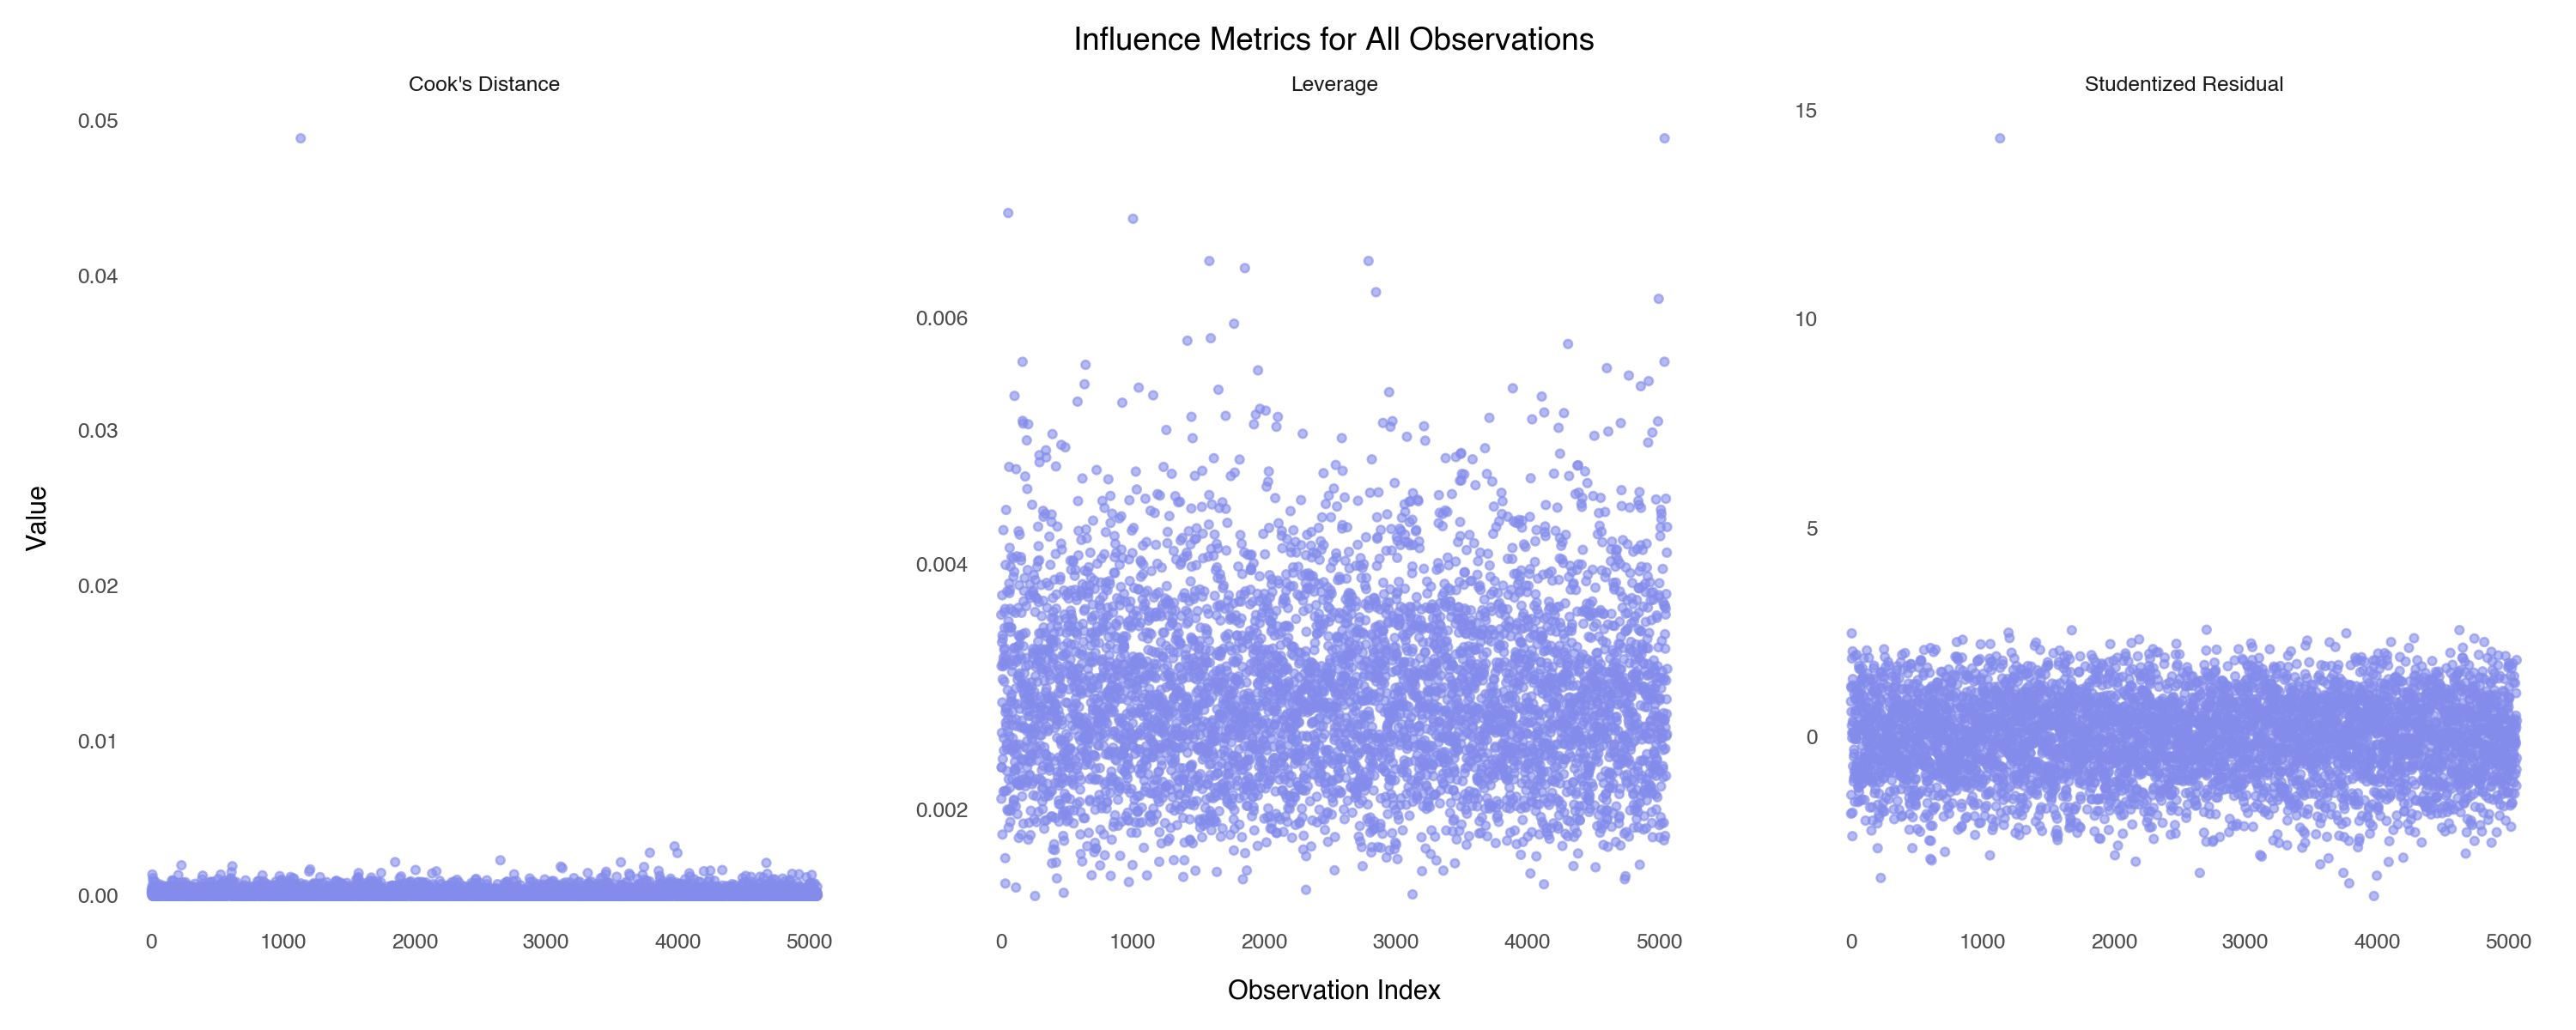 Influence Metrics for All Observations
Cook's Distance
Leverage
Studentized Residual
Value
0.05
0.04
0.03
0.02
0.01
0.00
0.006
0.004
0.002
15
10
5
0
0 1000 2000 3000 4000 5000
0 1000 2000 3000 4000 5000
0 1000 2000 3000 4000 5000
Observation Index